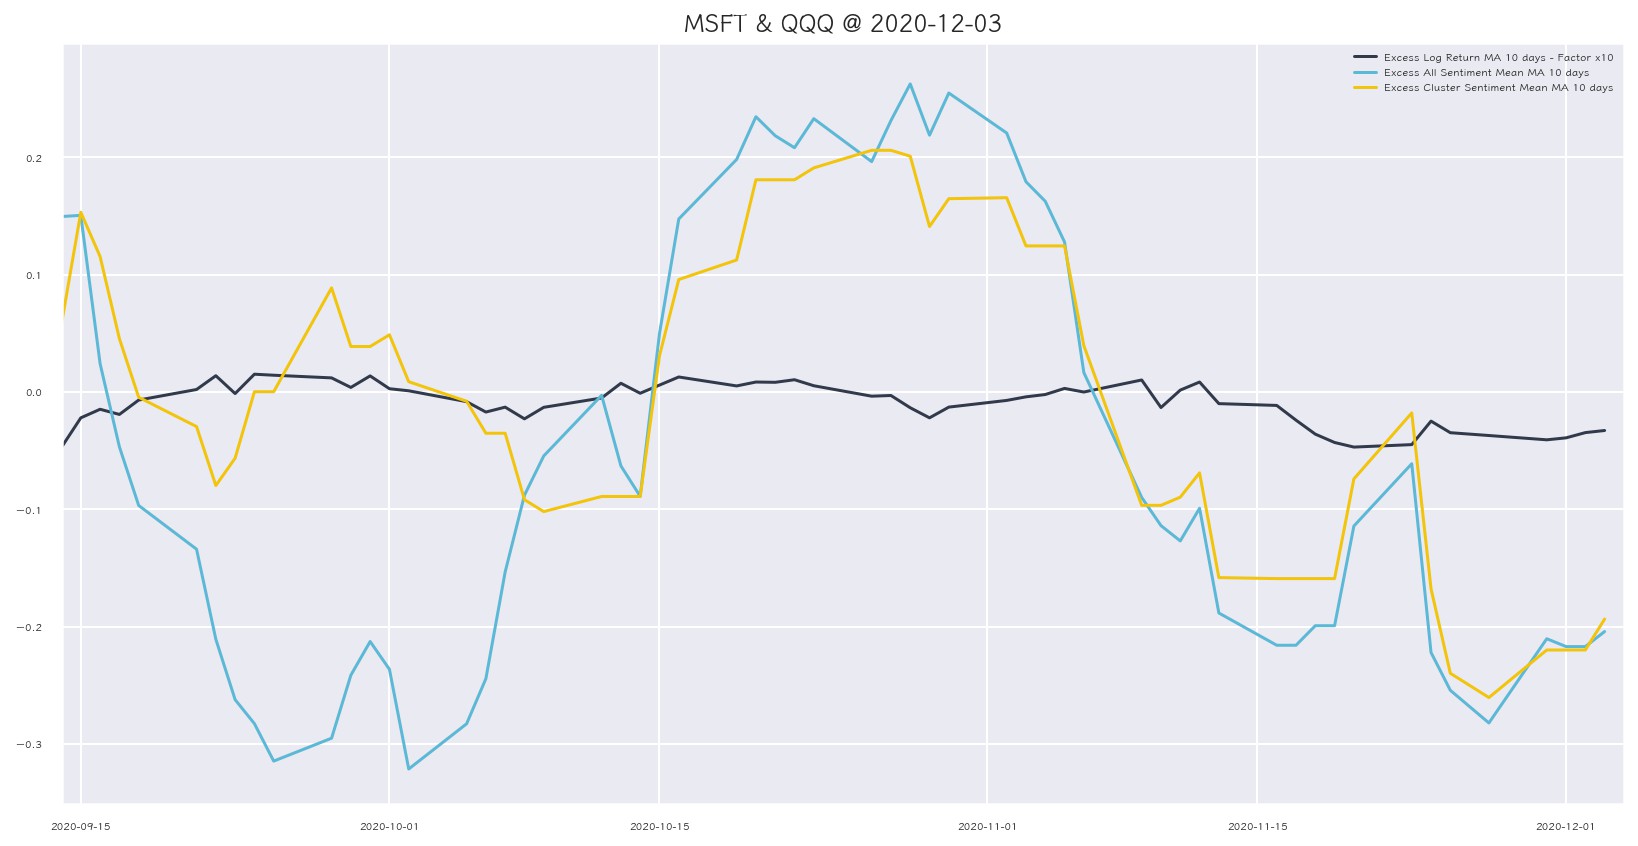 MSFT & QQQ @ 2020-12-03
Excess Log Return MA 10 days - Factor x10
Excess All Sentiment Mean MA 10 days
Excess Cluster Sentiment Mean MA 10 days
0.2
0.1
0.0
−0.1
−0.2
−0.3
2020-09-15 2020-10-01 2020-10-15 2020-11-01 2020-11-15 2020-12-01